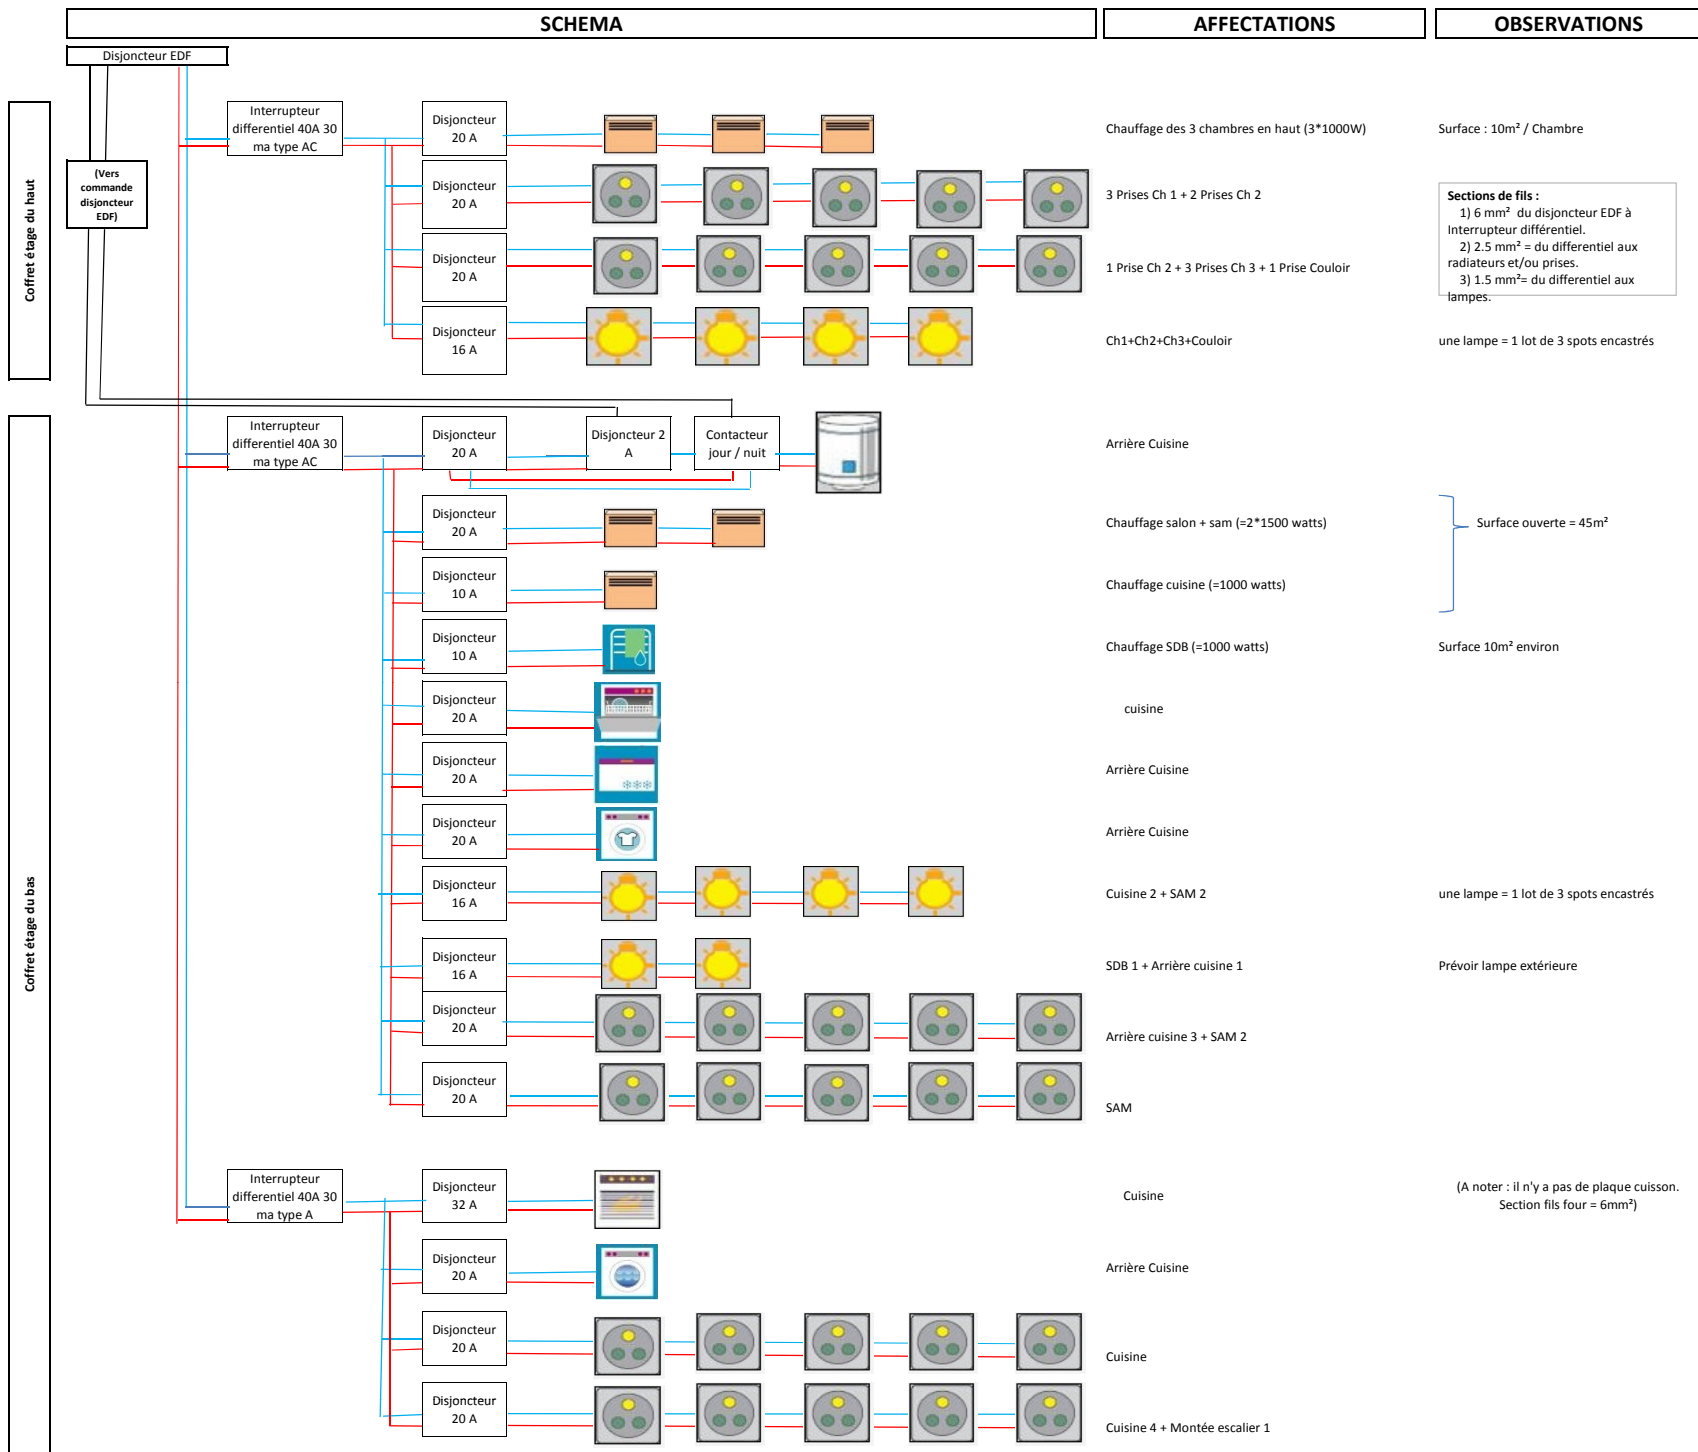 SCHEMA
AFFECTATIONS
OBSERVATIONS
Disjoncteur EDF
Coffret étage du haut
(Vers
commande
disjoncteur
EDF)
Interrupteur
differentiel 40A 30
ma type AC
Disjoncteur
20 A
Chauffage des 3 chambres en haut (3*1000W)
Surface : 10m² / Chambre
Disjoncteur
20 A
3 Prises Ch 1 + 2 Prises Ch 2
Sections de fils :
1) 6 mm² du disjoncteur EDF à
Interrupteur différentiel.
2) 2.5 mm² = du differentiel aux
radiateurs et/ou prises.
3) 1.5 mm²= du differentiel aux
lampes.
Disjoncteur
20 A
1 Prise Ch 2 + 3 Prises Ch 3 + 1 Prise Couloir
Disjoncteur
16 A
Ch1+Ch2+Ch3+Couloir
une lampe = 1 lot de 3 spots encastrés
Coffret étage du bas
Interrupteur
differentiel 40A 30
ma type AC
Disjoncteur
20 A
Disjoncteur 2
A
Contacteur
jour / nuit
Arrière Cuisine
Disjoncteur
20 A
Chauffage salon + sam (=2*1500 watts)
Surface ouverte = 45m²
Disjoncteur
10 A
Chauffage cuisine (=1000 watts)
Disjoncteur
10 A
Chauffage SDB (=1000 watts)
Surface 10m² environ
Disjoncteur
20 A
cuisine
Disjoncteur
20 A
Arrière Cuisine
Disjoncteur
20 A
Arrière Cuisine
Disjoncteur
16 A
Cuisine 2 + SAM 2
une lampe = 1 lot de 3 spots encastrés
Disjoncteur
16 A
SDB 1 + Arrière cuisine 1
Prévoir lampe extérieure
Disjoncteur
20 A
Arrière cuisine 3 + SAM 2
Disjoncteur
20 A
SAM
Interrupteur
differentiel 40A 30
ma type A
Disjoncteur
32 A
Cuisine
(A noter : il n'y a pas de plaque cuisson.
Section fils four = 6mm²)
Disjoncteur
20 A
Arrière Cuisine
Disjoncteur
20 A
Cuisine
Disjoncteur
20 A
Cuisine 4 + Montée escalier 1